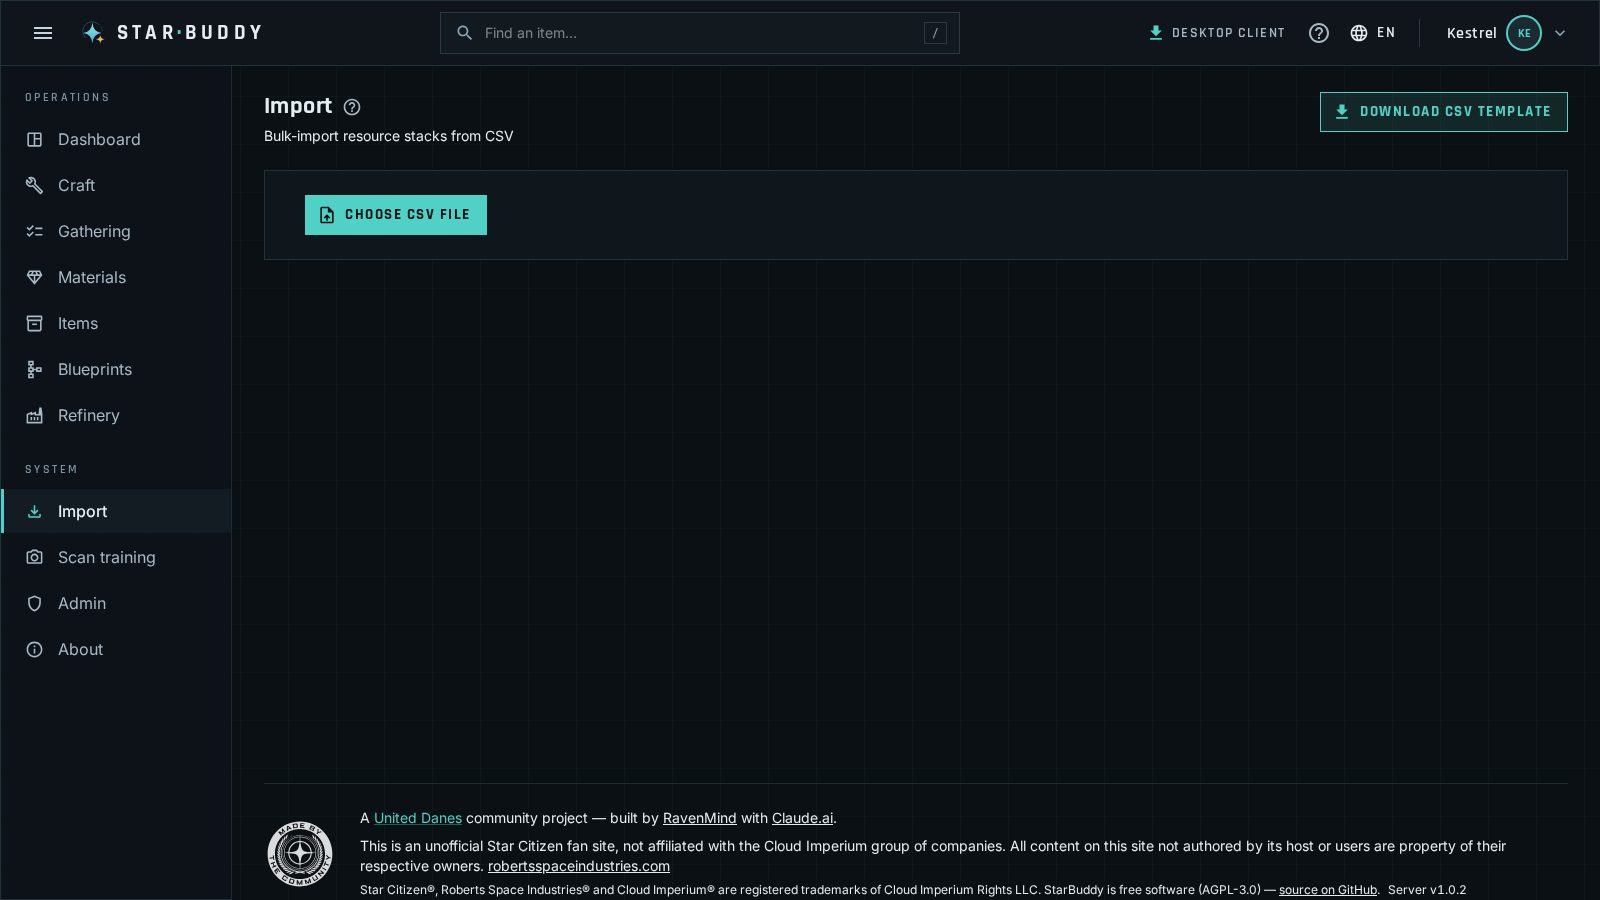 STAR·BUDDY
Find an item...
/
DESKTOP CLIENT
EN
Kestrel
KE
OPERATIONS
Dashboard
Craft
Gathering
Materials
Items
Blueprints
Refinery
SYSTEM
Import
Scan training
Admin
About
Import
Bulk-import resource stacks from CSV
DOWNLOAD CSV TEMPLATE
CHOOSE CSV FILE
MADE BY
THE COMMUNITY
A United Danes community project — built by RavenMind with Claude.ai.
This is an unofficial Star Citizen fan site, not affiliated with the Cloud Imperium group of companies. All content on this site not authored by its host or users are property of their
respective owners. robertsspaceindustries.com
Star Citizen®, Roberts Space Industries® and Cloud Imperium® are registered trademarks of Cloud Imperium Rights LLC. StarBuddy is free software (AGPL-3.0) — source on GitHub. Server v1.0.2